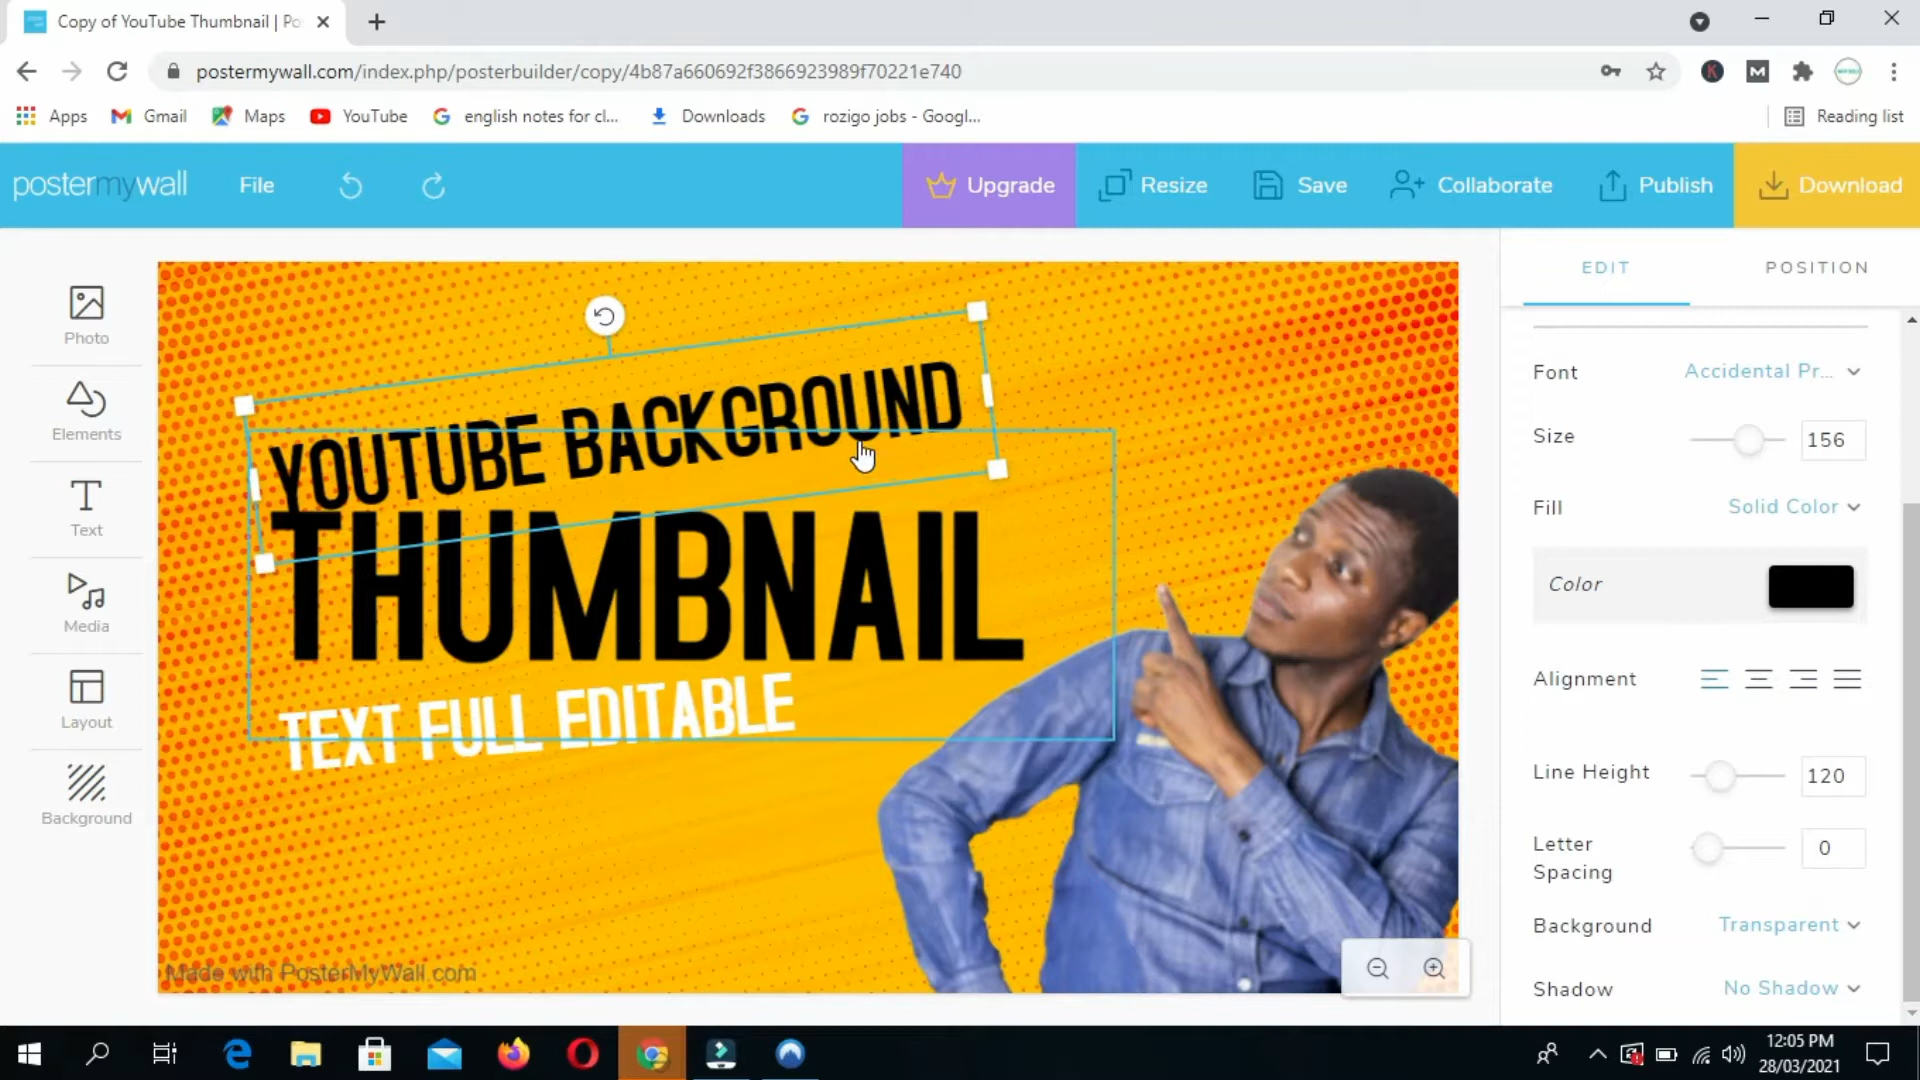 Copy of YouTube Thumbnail | Po
postermywall.com/index.php/posterbuilder/copy/4b87a660692f3866923989f70221e740
Apps
Gmail
Maps
YouTube
english notes for cl...
Downloads
rozigo jobs - Googl...
Reading list
postermywall
File
Upgrade
Resize
Save
Collaborate
Publish
Download
Photo
Elements
Text
Media
Layout
Background
YOUTUBE BACKGROUND
THUMBNAIL
TEXT FULL EDITABLE
Made with PosterMyWall.com
EDIT
POSITION
Font
Accidental Pr...
Size
156
Fill
Solid Color
Color
Alignment
Line Height
120
Letter
Spacing
0
Background
Transparent
Shadow
No Shadow
12:05 PM
28/03/2021